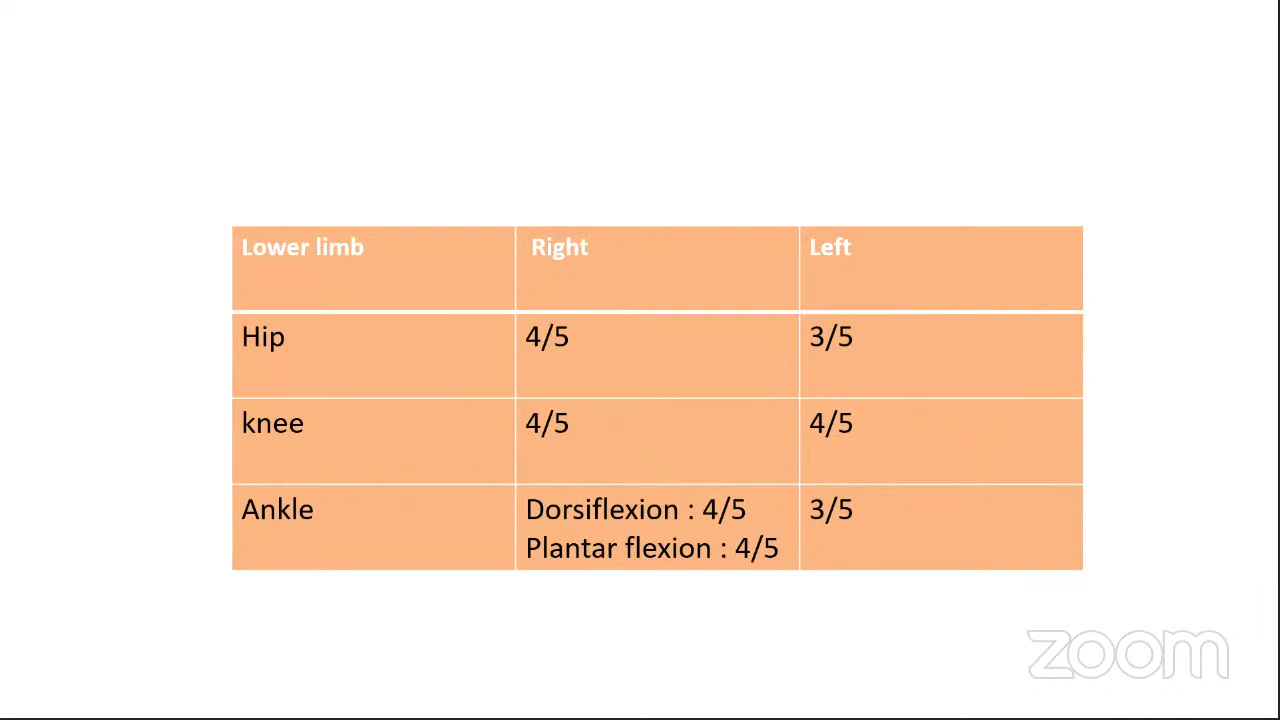 Lower limb Right Left
Hip 4/5 3/5
knee 4/5 4/5
Ankle Dorsiflexion : 4/5 3/5
Plantar flexion : 4/5
zoom